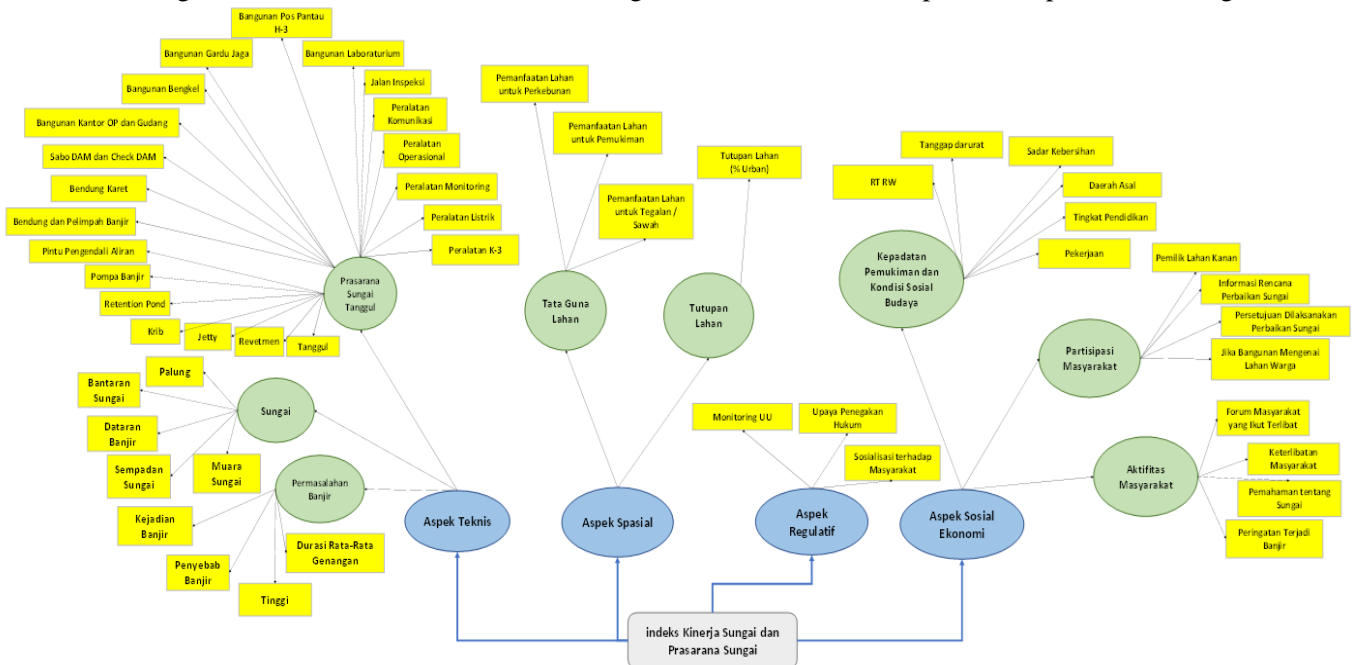 Bangunan Pos Pantau
H-3
Bangunan Gardu Jaga
Bangunan Laboratorium
Bangunan Bengkel
Jalan Inspeksi
Peralatan
Komunikasi
Bangunan Kantor OP dan Gudang
Peralatan
Operasional
Sabo DAM dan Check DAM
Peralatan Monitoring
Bendung Karet
Peralatan Listrik
Bendung dan Pelimpah Banjir
Peralatan K-3
Pintu Pengendali Aliran
Pompa Banjir
Retention Pond
Krib
Jetty
Revetmen
Tanggul
Prasarana
Sungai
Tanggul
Pemanfaatan Lahan
untuk Perkebunan
Pemanfaatan Lahan
untuk Pemukiman
Pemanfaatan Lahan
untuk Tegalan /
Sawah
Tata Guna
Lahan
Tutupan Lahan
(% Urban)
Tutupan
Lahan
RT RW
Tanggap darurat
Sadar Kebersihan
Daerah Asal
Tingkat Pendidikan
Pekerjaan
Kepadatan
Pemukiman dan
Kondisi Sosial
Budaya
Pemilik Lahan Kanan
Informasi Rencana
Perbaikan Sungai
Persetujuan Dilaksanakan
Perbaikan Sungai
Jika Bangunan Mengenai
Lahan Warga
Partisipasi
Masyarakat
Palung
Bantaran
Sungai
Dataran
Banjir
Sempadan
Sungai
Muara
Sungai
Sungai
Permasalahan
Banjir
Kejadian
Banjir
Penyebab
Banjir
Tinggi
Durasi Rata-Rata
Genangan
Monitoring UU
Upaya Penegakan
Hukum
Sosialisasi terhadap
Masyarakat
Forum Masyarakat
yang Ikut Terlibat
Keterlibatan
Masyarakat
Pemahaman tentang
Sungai
Peringatan Terjadi
Banjir
Aktifitas
Masyarakat
Aspek Teknis
Aspek Spasial
Aspek
Regulatif
Aspek Sosial
Ekonomi
indeks Kinerja Sungai dan
Prasarana Sungai